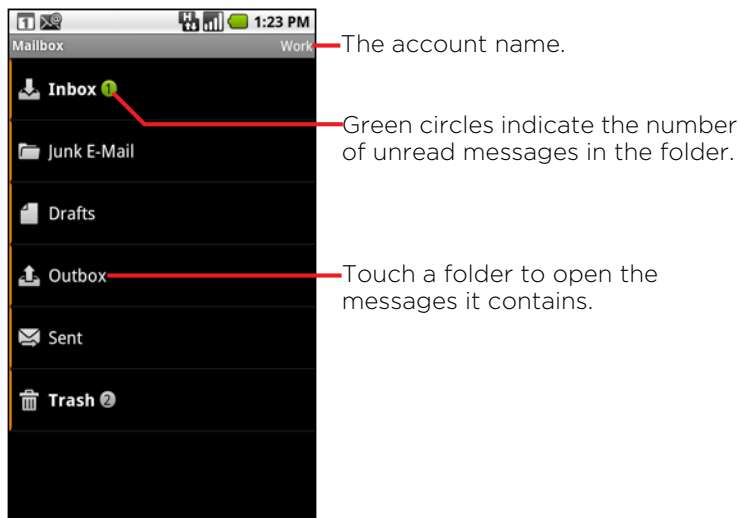 1 1:23 PM
Mailbox Work
The account name.
Inbox 1
Green circles indicate the number
of unread messages in the folder.
Junk E-Mail
Drafts
Outbox
Touch a folder to open the
messages it contains.
Sent
Trash 2